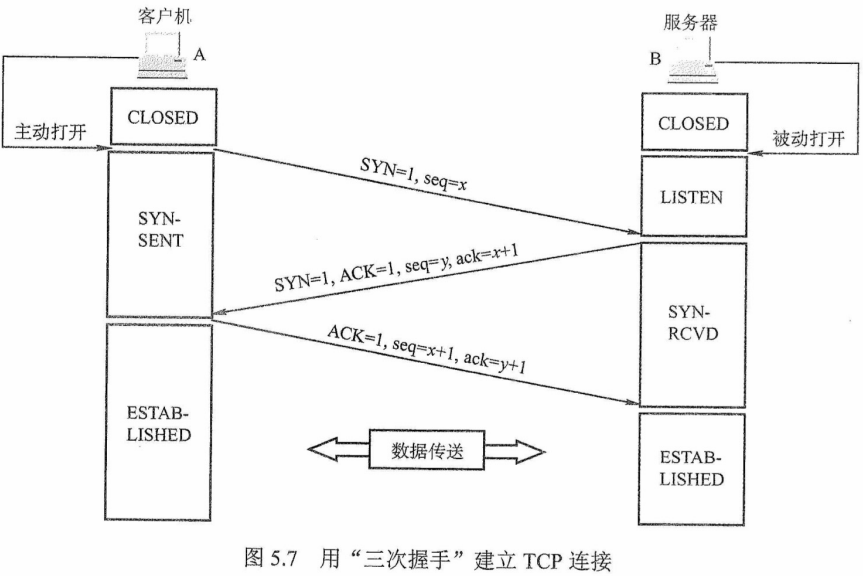 客户机
服务器
A
B
CLOSED
CLOSED
主动打开
被动打开
SYN=1, seq=x
LISTEN
SYN-
SENT
SYN=1, ACK=1, seq=y, ack=x+1
SYN-
RCVD
ACK=1, seq=x+1, ack=y+1
ESTAB-
LISHED
数据传送
ESTAB-
LISHED
图 5.7 用“三次握手”建立 TCP 连接